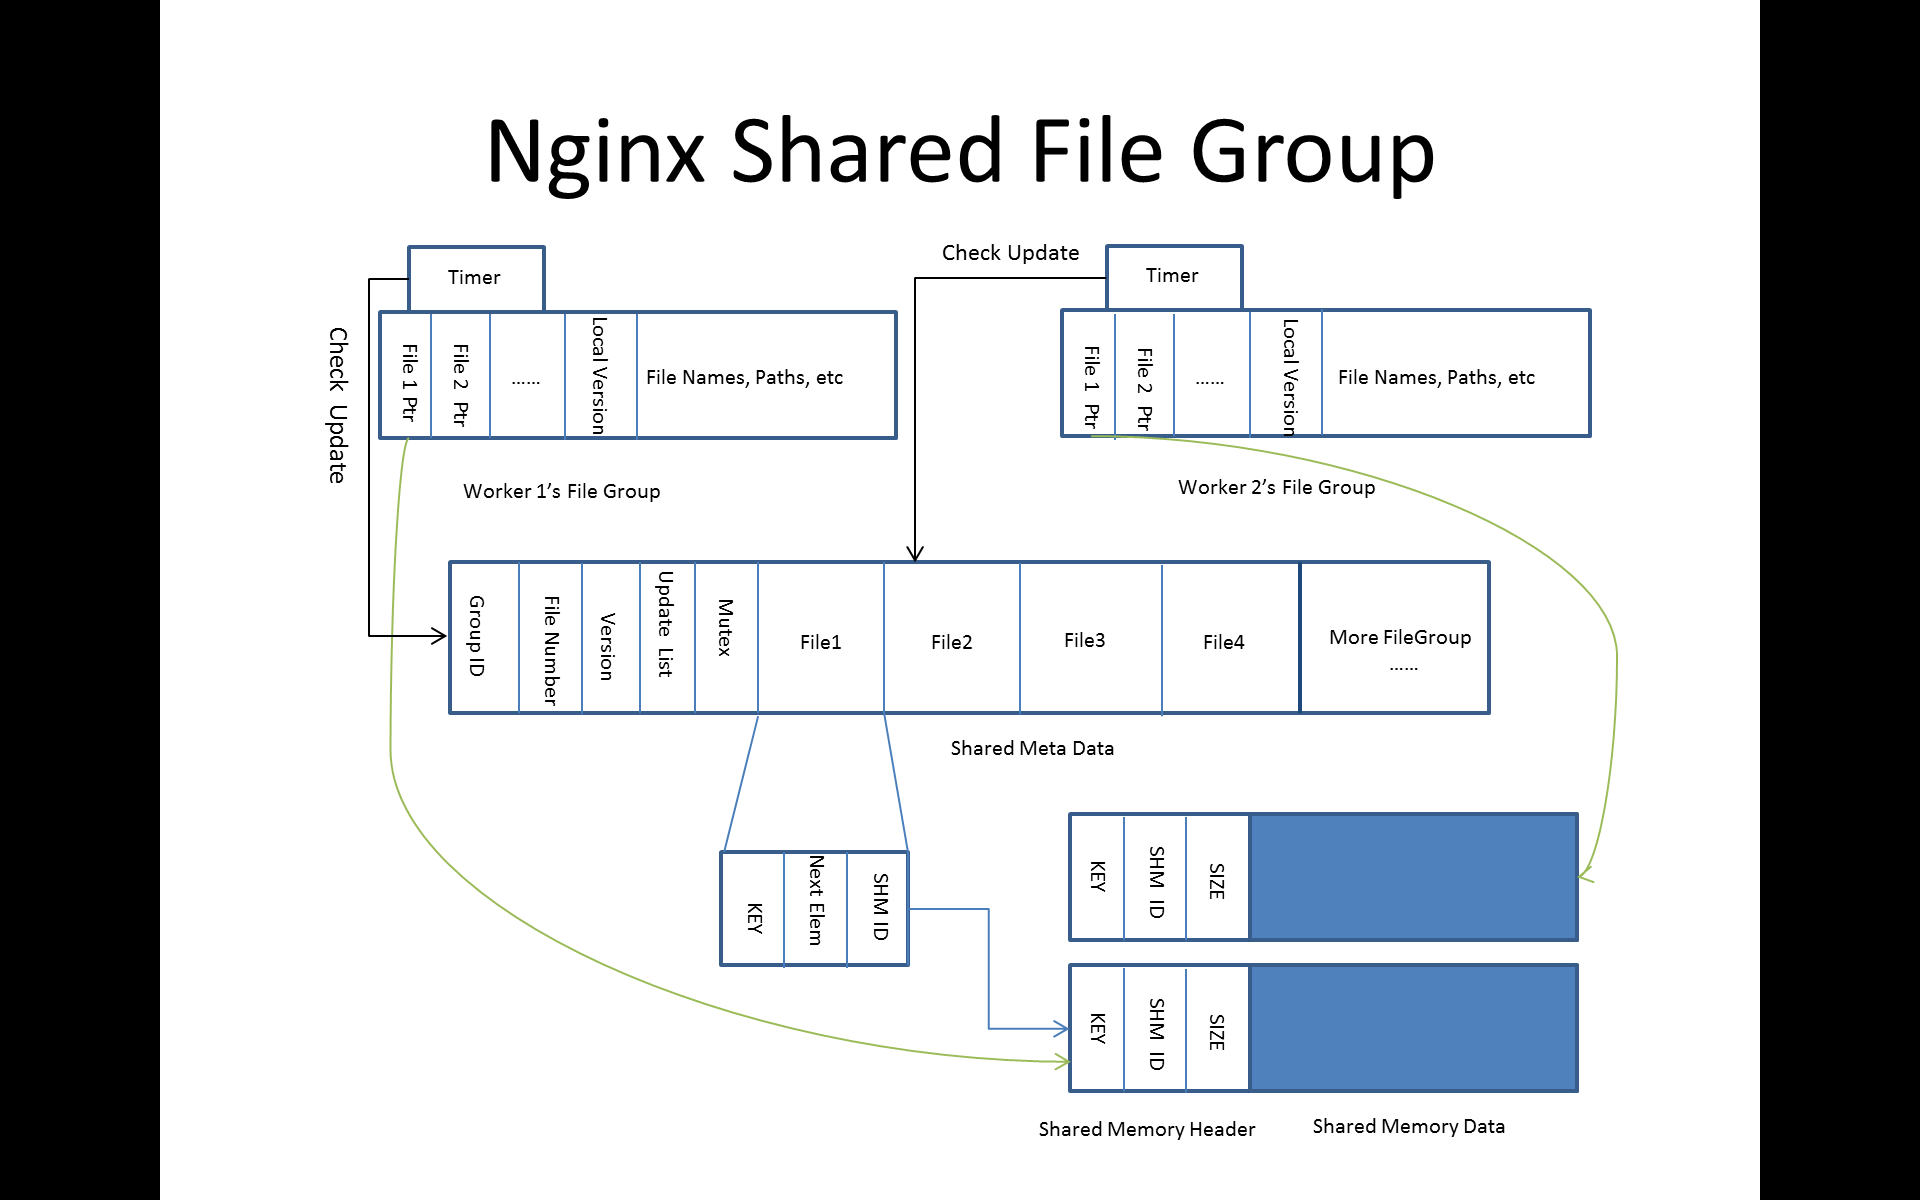 Nginx Shared File Group
Timer
Check Update
Timer
Check Update
File 1 Ptr
File 2 Ptr
......
Local Version
File Names, Paths, etc
File 1 Ptr
File 2 Ptr
......
Local Version
File Names, Paths, etc
Worker 1’s File Group
Worker 2’s File Group
Group ID
File Number
Version
Update List
Mutex
File1
File2
File3
File4
More FileGroup
......
Shared Meta Data
KEY
Next Elem
SHM ID
KEY
SHM ID
SIZE
KEY
SHM ID
SIZE
Shared Memory Header
Shared Memory Data